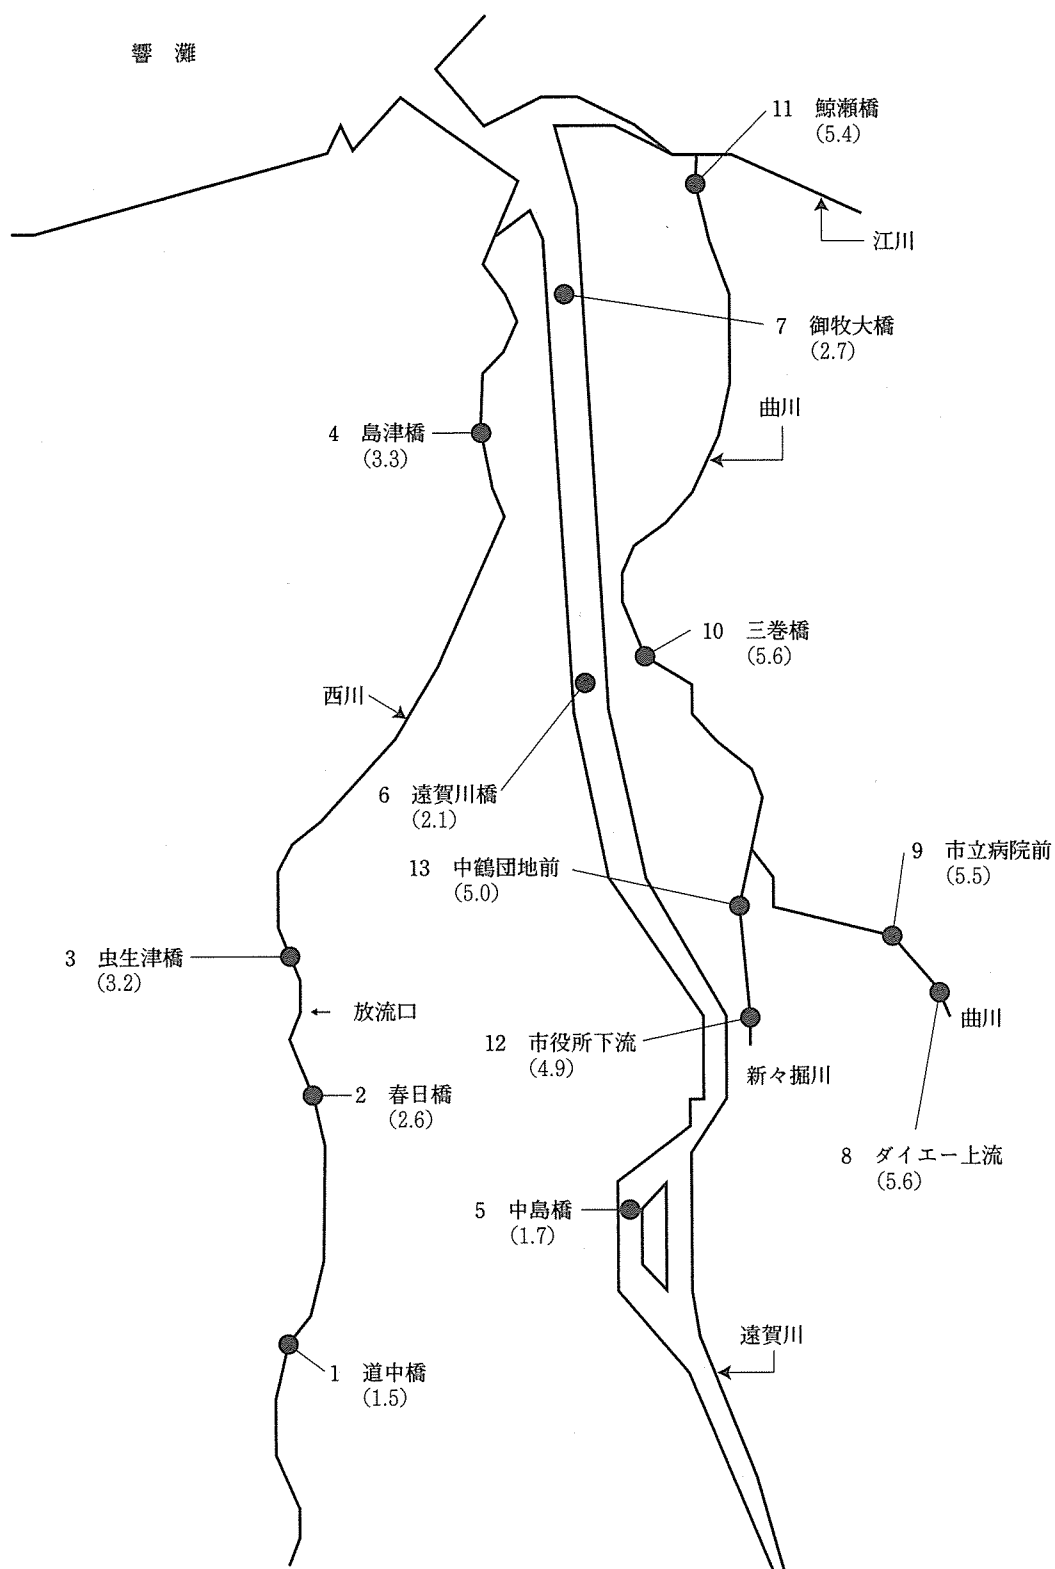 響 灘
11 鯨瀬橋
(5.4)
江川
7 御牧大橋
(2.7)
曲川
4 島津橋
(3.3)
10 三巻橋
(5.6)
西川
6 遠賀川橋
(2.1)
13 中鶴団地前
(5.0)
9 市立病院前
(5.5)
3 虫生津橋
(3.2)
放流口
曲川
12 市役所下流
(4.9)
新々掘川
2 春日橋
(2.6)
8 ダイエー上流
(5.6)
5 中島橋
(1.7)
遠賀川
1 道中橋
(1.5)